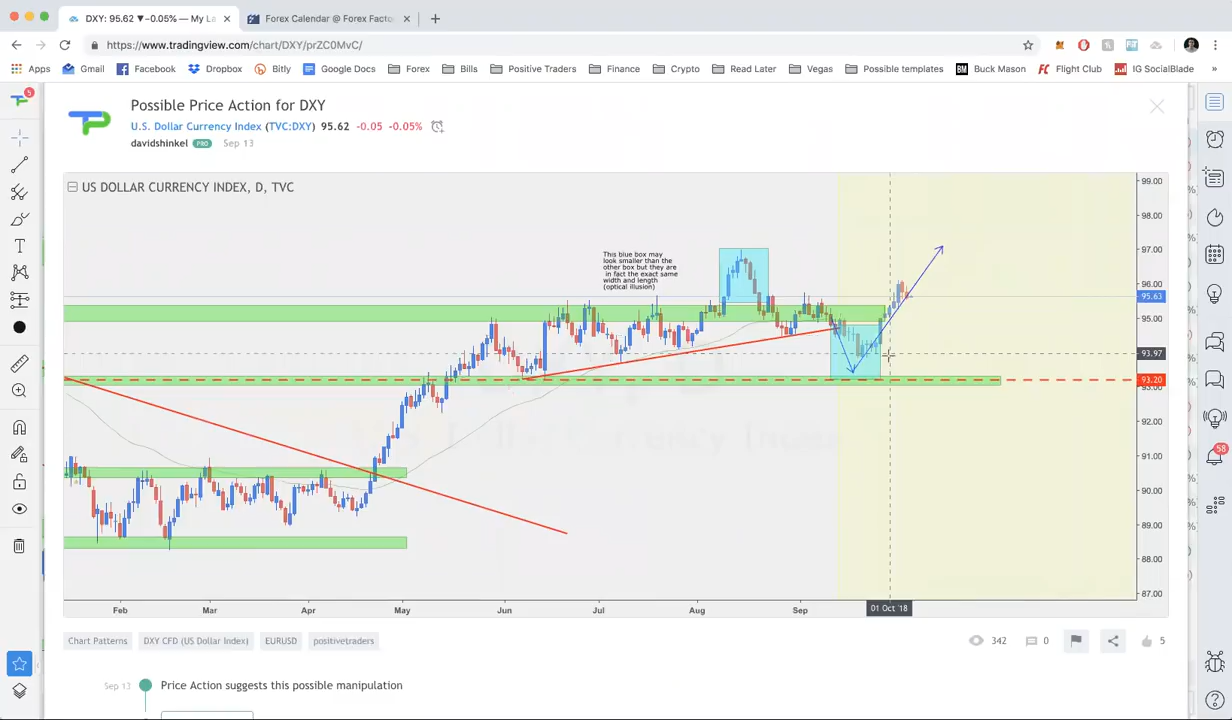 DXY: 95.62 ▼−0.05% — My La
Forex Calendar @ Forex Facto
https://www.tradingview.com/chart/DXY/prZC0MvC/
Apps
Gmail
Facebook
Dropbox
Bitly
Google Docs
Forex
Bills
Positive Traders
Finance
Crypto
Read Later
Vegas
Possible templates
BM Buck Mason
FC Flight Club
IG SocialBlade
»
5
Possible Price Action for DXY
U.S. Dollar Currency Index (TVC:DXY) 95.62 -0.05 -0.05%
davidshinkel PRO Sep 13
US DOLLAR CURRENCY INDEX, D, TVC
This blue box may
look smaller than the
other box but they are
in fact the exact same
width and length
(optical illusion)
99.00
98.00
97.00
96.00
95.63
95.00
93.97
93.20
92.00
91.00
90.00
89.00
88.00
87.00
58
Feb
Mar
Apr
May
Jun
Jul
Aug
Sep
01 Oct '18
Chart Patterns
DXY CFD (US Dollar Index)
EURUSD
positivetraders
342
0
5
Sep 13
Price Action suggests this possible manipulation